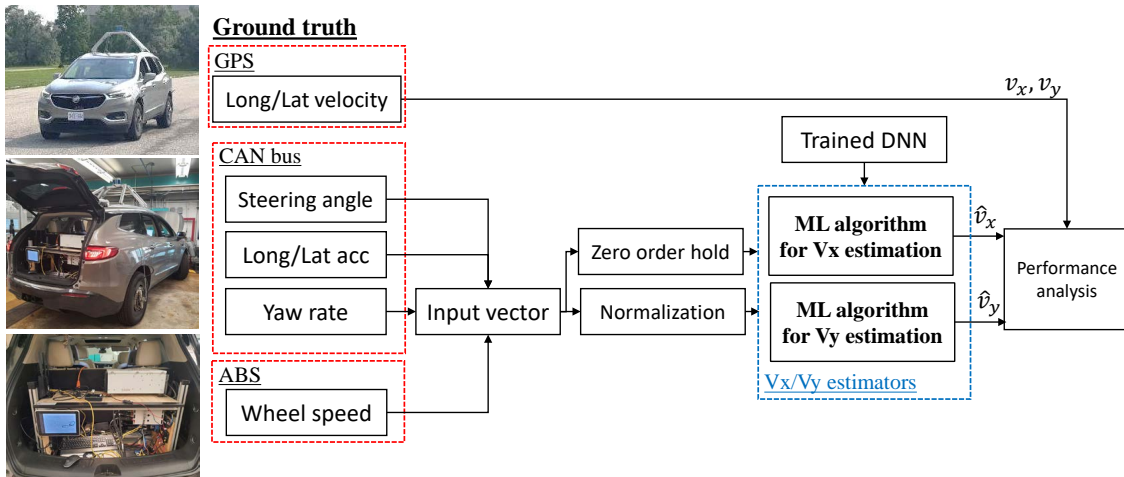 Ground truth
GPS
Long/Lat velocity
v_x, v_y
Trained DNN
CAN bus
Steering angle
Long/Lat acc
Yaw rate
Input vector
Zero order hold
Normalization
ML algorithm
for Vx estimation
ML algorithm
for Vy estimation
Vx/Vy estimators
v̂_x
v̂_y
Performance
analysis
ABS
Wheel speed